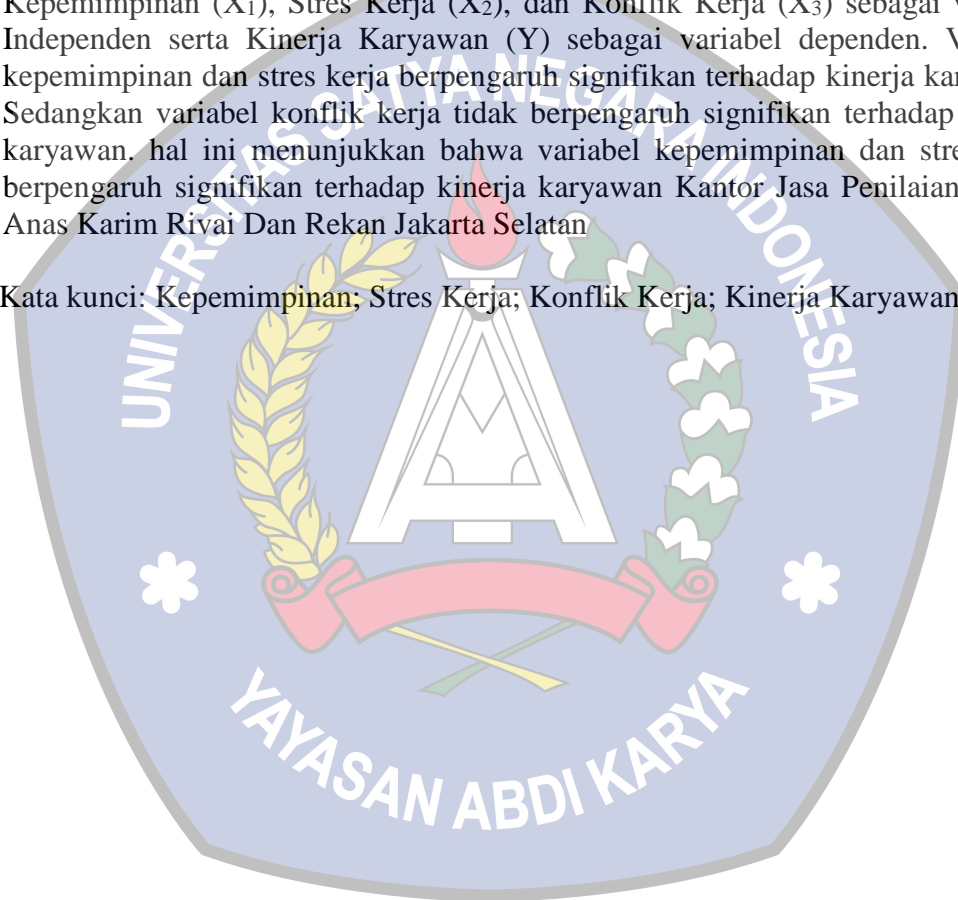 Kepemimpinan (X₁), Stres Kerja (X₂), dan Konflik Kerja (X₃) sebagai
Independen serta Kinerja Karyawan (Y) sebagai variabel dependen.
kepemimpinan dan stres kerja berpengaruh signifikan terhadap kinerja
Sedangkan variabel konflik kerja tidak berpengaruh signifikan terhadap
karyawan. hal ini menunjukkan bahwa variabel kepemimpinan dan
berpengaruh signifikan terhadap kinerja karyawan Kantor Jasa Penilaian
Anas Karim Rivai Dan Rekan Jakarta Selatan
Kata kunci: Kepemimpinan; Stres Kerja; Konflik Kerja; Kinerja Karyawan
UNIVERSITAS SATYA NEGARA INDONESIA
YAYASAN ABDI KARYA